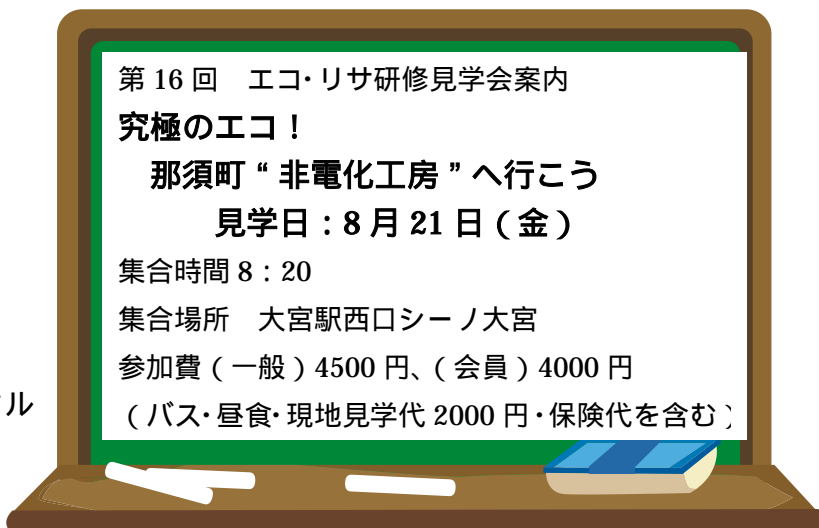 第 16 回　エコ・リサ研修見学会案内
究極のエコ！
那須町 “ 非電化工房 ” へ行こう
見学日：8 月 21 日（金）
集合時間 8：20
集合場所　大宮駅西口シーノ大宮
参加費（一般）4500 円、（会員）4000 円
ル
（バス・昼食・現地見学代 2000 円・保険代を含む）